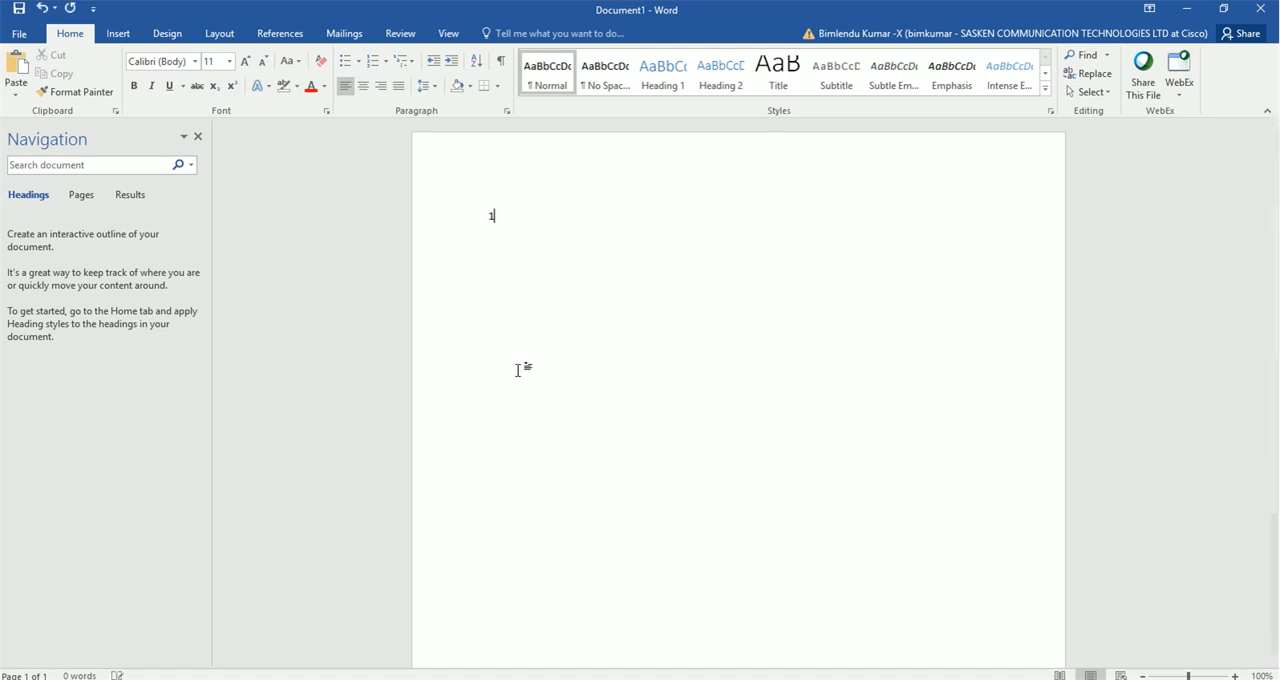 Document1 - Word
File Home Insert Design Layout References Mailings Review View Tell me what you want to do... Bimlendu Kumar -X (bimkumar - SASKEN COMMUNICATION TECHNOLOGIES LTD at Cisco) Share
Paste Cut Copy Format Painter
Clipboard
Calibri (Body) 11 Aa
B I U abc X₂ X² A A
Font
Paragraph
AaBbCcDc AaBbCcDc AaBbC( AaBbCcE AaB AaBbCcD AaBbCcDc AaBbCcDc AaBbCcDc
¶ Normal ¶ No Spac... Heading 1 Heading 2 Title Subtitle Subtle Em... Emphasis Intense E...
Styles
Find
Replace
Select
Editing
Share This File WebEx
WebEx
Navigation
Search document
Headings Pages Results
Create an interactive outline of your
document.
It's a great way to keep track of where you are
or quickly move your content around.
To get started, go to the Home tab and apply
Heading styles to the headings in your
document.
1
Page 1 of 1 0 words 100%